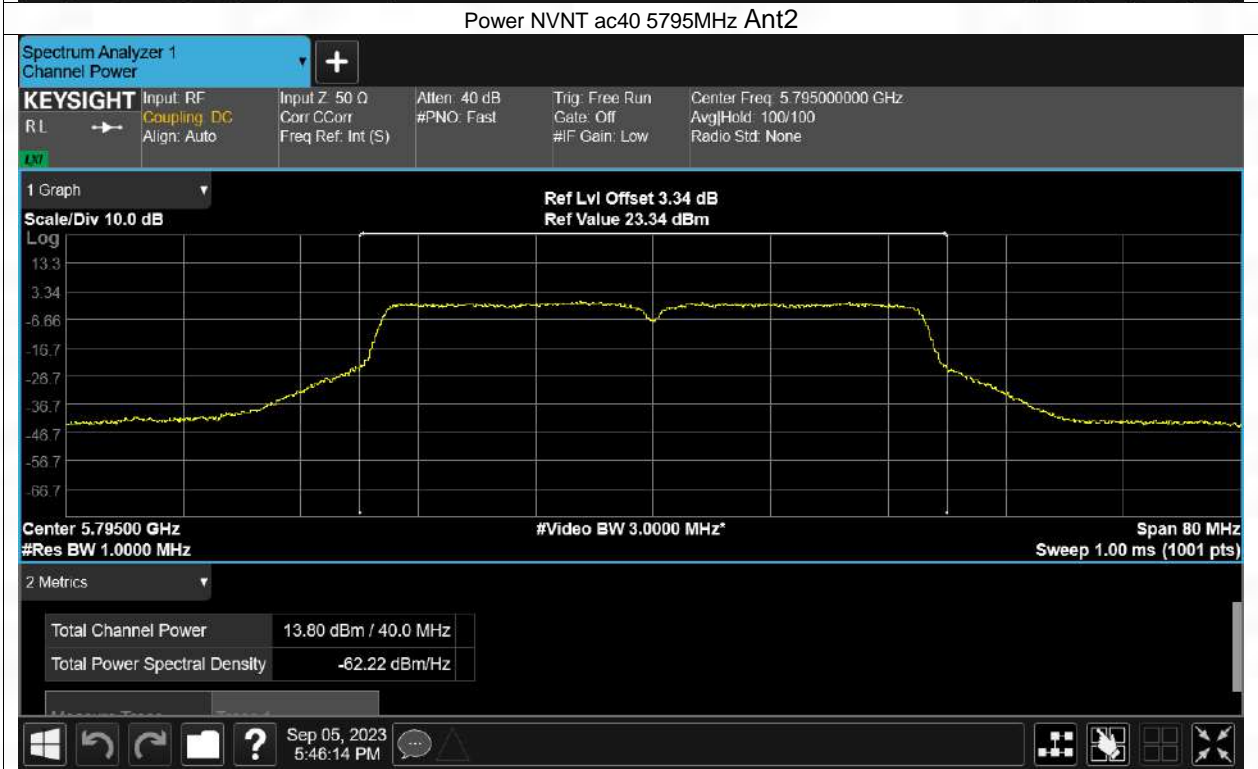 Power NVNT ac40 5795MHz Ant2
Spectrum Analyzer 1
Channel Power
KEYSIGHT
R L
LXI
Input: RF
Coupling: DC
Align: Auto
Input Z: 50 Ω
Corr CCorr
Freq Ref: Int (S)
Atten: 40 dB
#PNO: Fast
Trig: Free Run
Gate: Off
#IF Gain: Low
Center Freq: 5.795000000 GHz
Avg|Hold: 100/100
Radio Std: None
1 Graph
Scale/Div 10.0 dB
Ref Lvl Offset 3.34 dB
Ref Value 23.34 dBm
Log
13.3
3.34
-6.66
-16.7
-26.7
-36.7
-46.7
-56.7
-66.7
Center 5.79500 GHz
#Res BW 1.0000 MHz
#Video BW 3.0000 MHz*
Span 80 MHz
Sweep 1.00 ms (1001 pts)
2 Metrics
Total Channel Power 13.80 dBm / 40.0 MHz
Total Power Spectral Density -62.22 dBm/Hz
?
Sep 05, 2023
5:46:14 PM